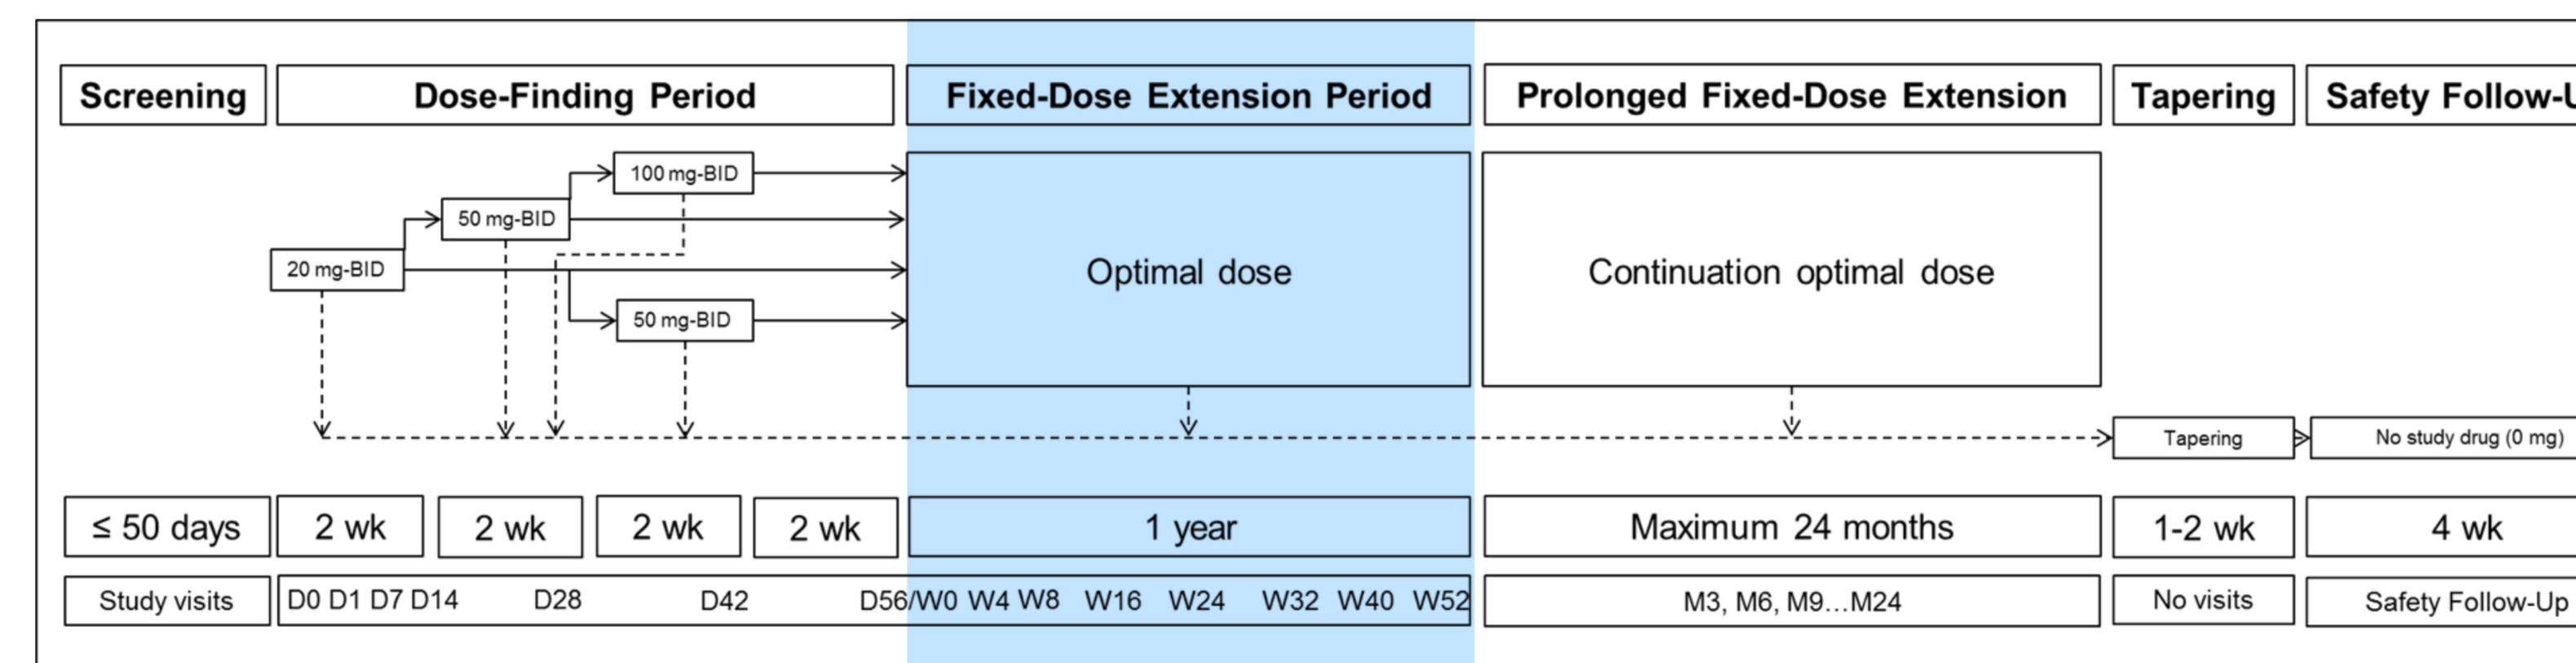 Screening
Dose-Finding Period
Fixed-Dose Extension Period
Prolonged Fixed-Dose Extension
Tapering
Safety Follow-U
100 mg-BID
50 mg-BID
20 mg-BID
50 mg-BID
Optimal dose
Continuation optimal dose
Tapering
No study drug (0 mg)
≤ 50 days
2 wk
2 wk
2 wk
2 wk
1 year
Maximum 24 months
1-2 wk
4 wk
Study visits
D0 D1 D7 D14 D28 D42 D56/W0 W4 W8 W16 W24 W32 W40 W52
M3, M6, M9...M24
No visits
Safety Follow-Up